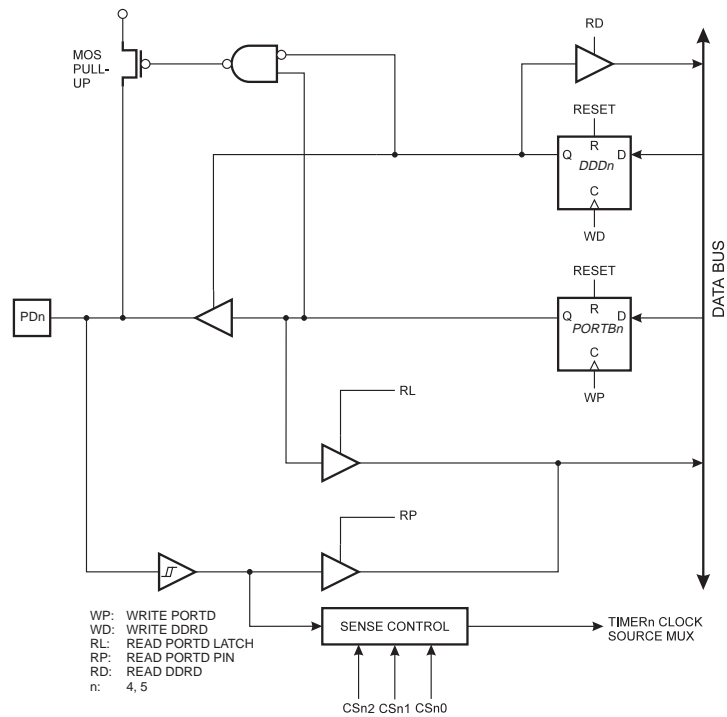 RD
MOS
PULL-
UP
RESET
R
Q
D
DDDn
C
WD
RESET
PDn
R
Q
D
PORTBn
C
WP
DATA BUS
RL
RP
WP: WRITE PORTD
WD: WRITE DDRD
RL: READ PORTD LATCH
RP: READ PORTD PIN
RD: READ DDRD
n: 4, 5
SENSE CONTROL
TIMERn CLOCK
SOURCE MUX
CSn2 CSn1 CSn0